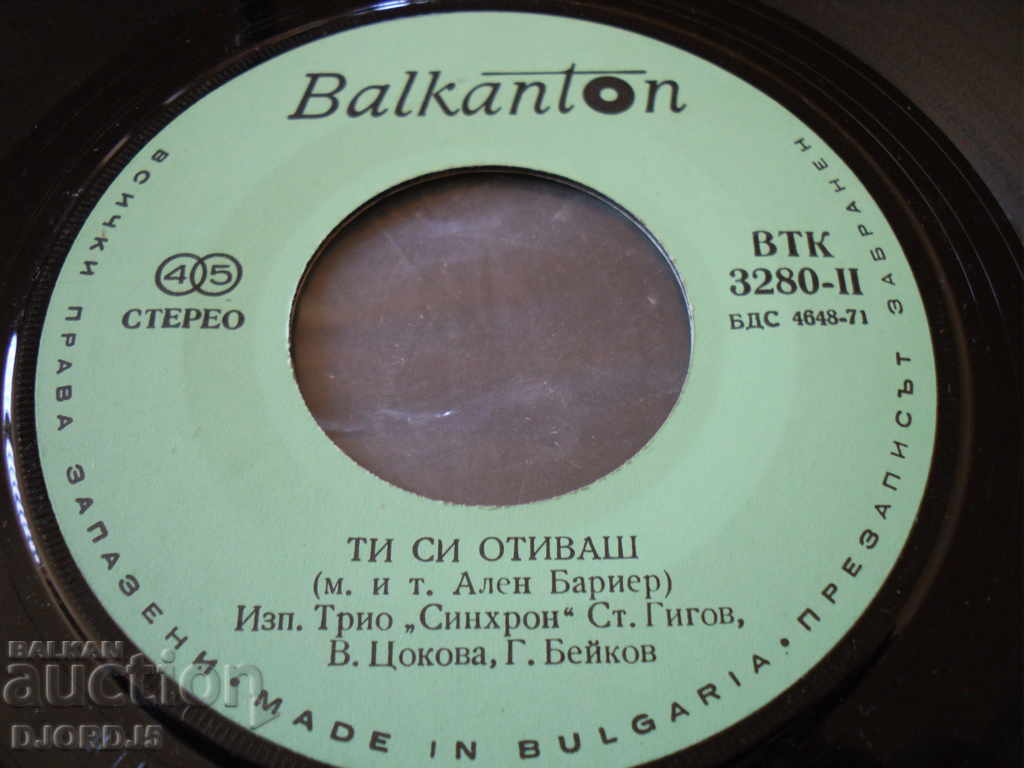 Balkanton
45
СТЕРЕО
ВТК
3280-II
БДС 4648-71
ТИ СИ ОТИВАШ
(м. и т. Ален Бариер)
Изп. Трио „Синхрон“ Ст. Гигов,
В. Цокова, Г. Бейков
ВСИЧКИ ПРАВА ЗАПАЗЕНИ • MADE IN BULGARIA • ПРЕЗАПИСЪТ ЗАБРАНЕН
BALKAN
auction
DJORDJ5